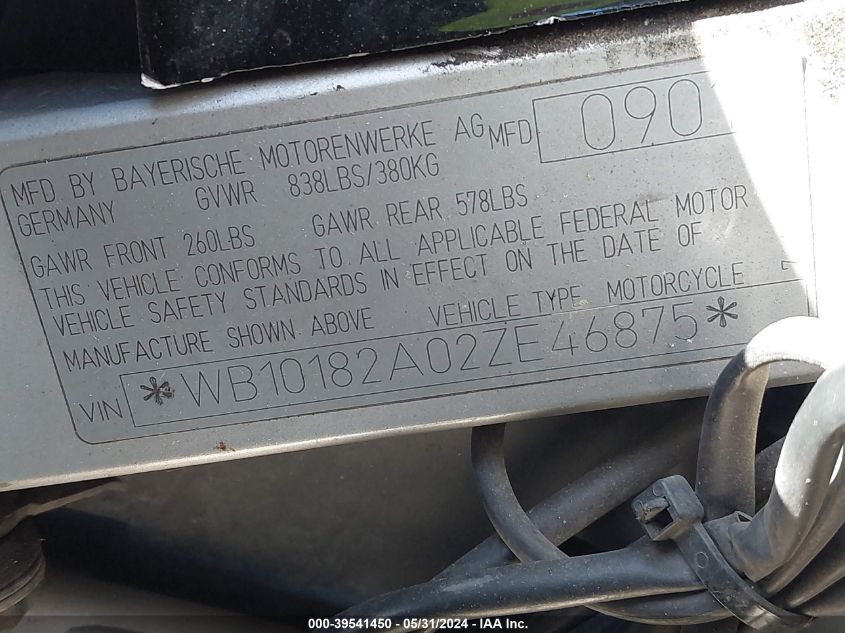 MFD BY BAYERISCHE MOTORENWERKE AG MFD 090
GERMANY GVWR 838LBS/380KG
GAWR FRONT 260LBS GAWR REAR 578LBS
THIS VEHICLE CONFORMS TO ALL APPLICABLE FEDERAL MOTOR
VEHICLE SAFETY STANDARDS IN EFFECT ON THE DATE OF
MANUFACTURE SHOWN ABOVE VEHICLE TYPE MOTORCYCLE
VIN *WB10182A02ZE46875*
000-39541450 - 05/31/2024 - IAA Inc.